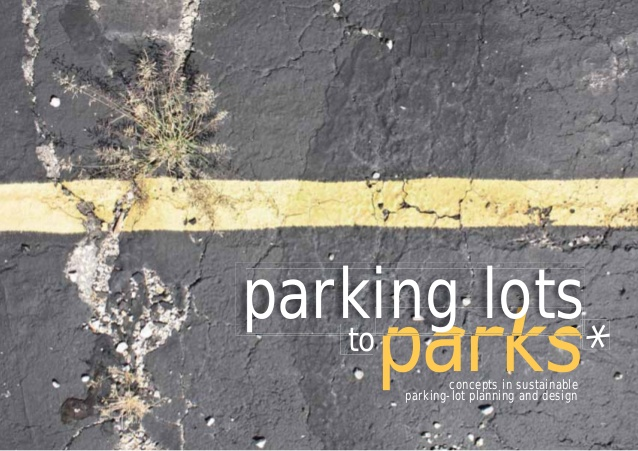 parking lots
to parks*
concepts in sustainable
parking-lot planning and design